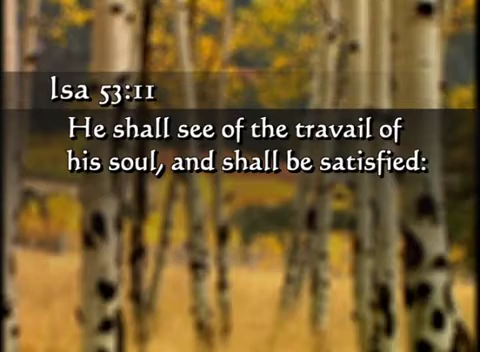 Isa 53:11
He shall see of the travail of
his soul, and shall be satisfied: